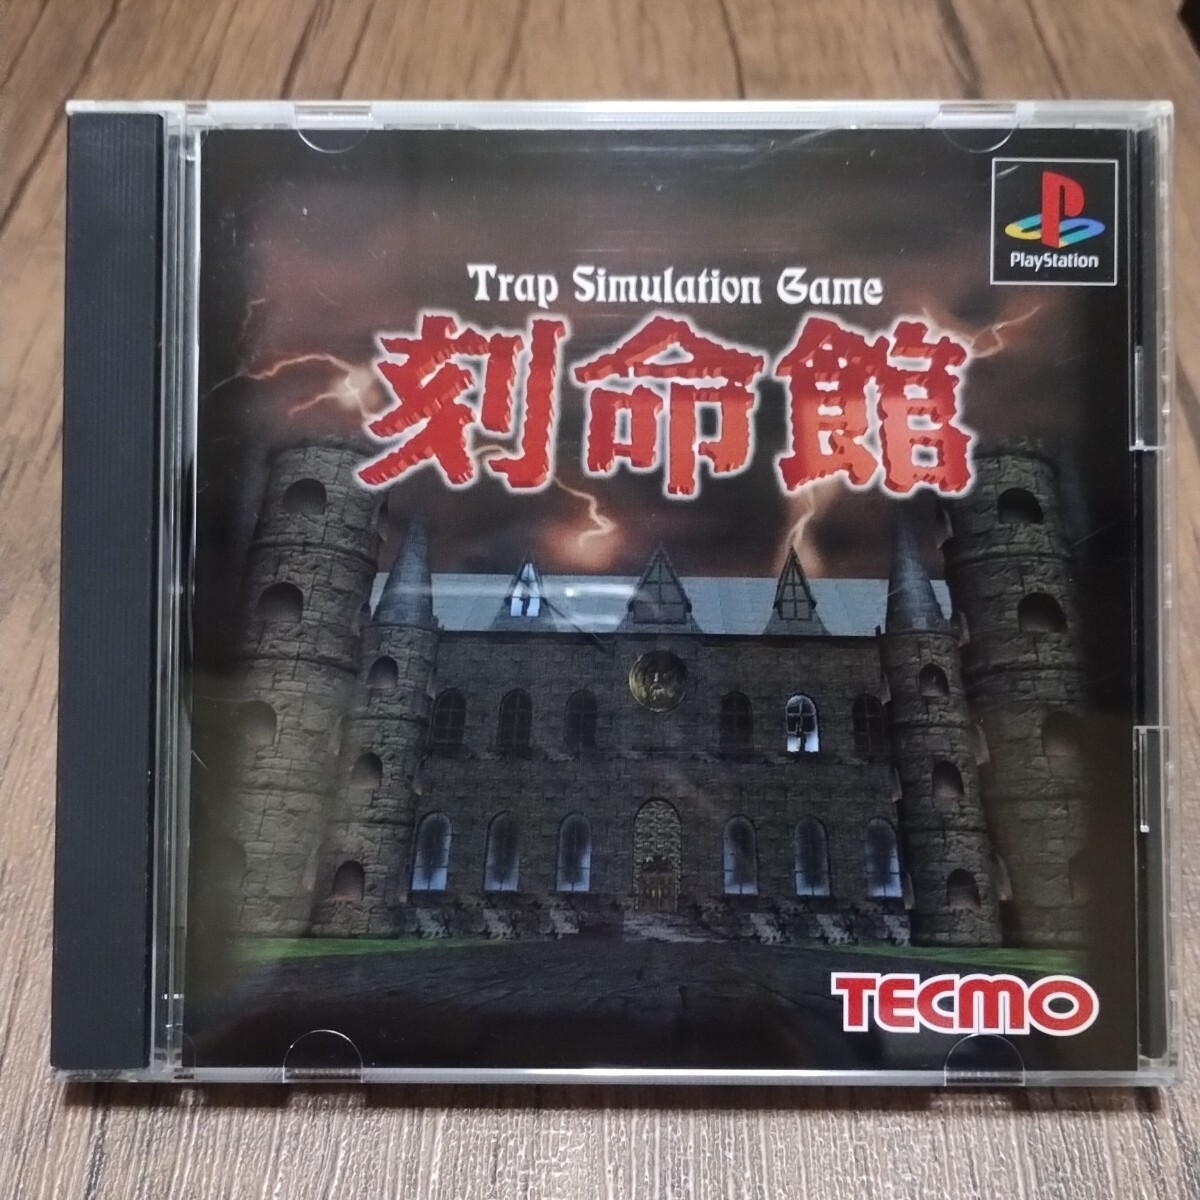 PlayStation
Trap Simulation Game
刻命館
TECMO